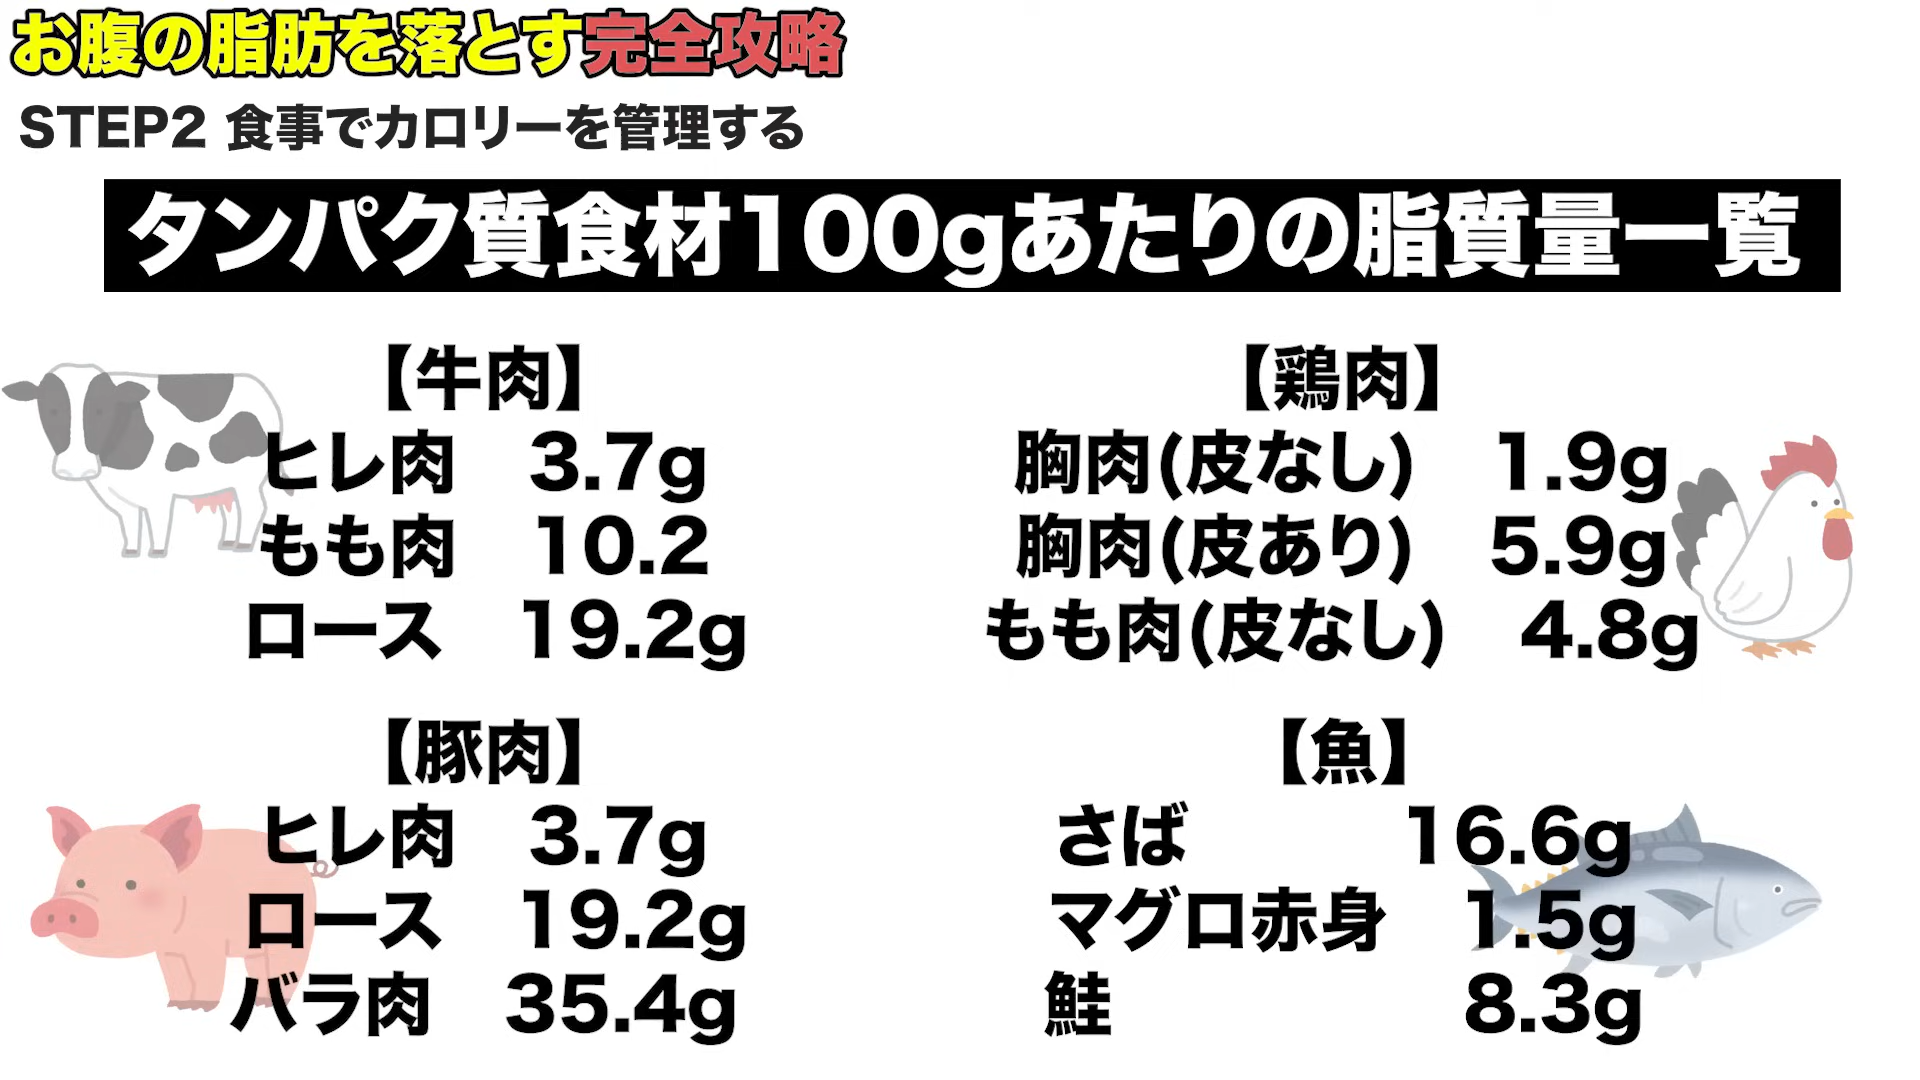 お腹の脂肪を落とす完全攻略
STEP2 食事でカロリーを管理する
タンパク質食材100gあたりの脂質量一覧
【牛肉】
ヒレ肉 3.7g
もも肉 10.2
ロース 19.2g
【鶏肉】
胸肉(皮なし) 1.9g
胸肉(皮あり) 5.9g
もも肉(皮なし) 4.8g
【豚肉】
ヒレ肉 3.7g
ロース 19.2g
バラ肉 35.4g
【魚】
さば 16.6g
マグロ赤身 1.5g
鮭 8.3g